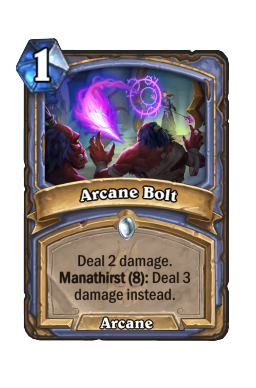 1
Arcane Bolt
Deal 2 damage.
Manathirst (8): Deal 3
damage instead.
Arcane